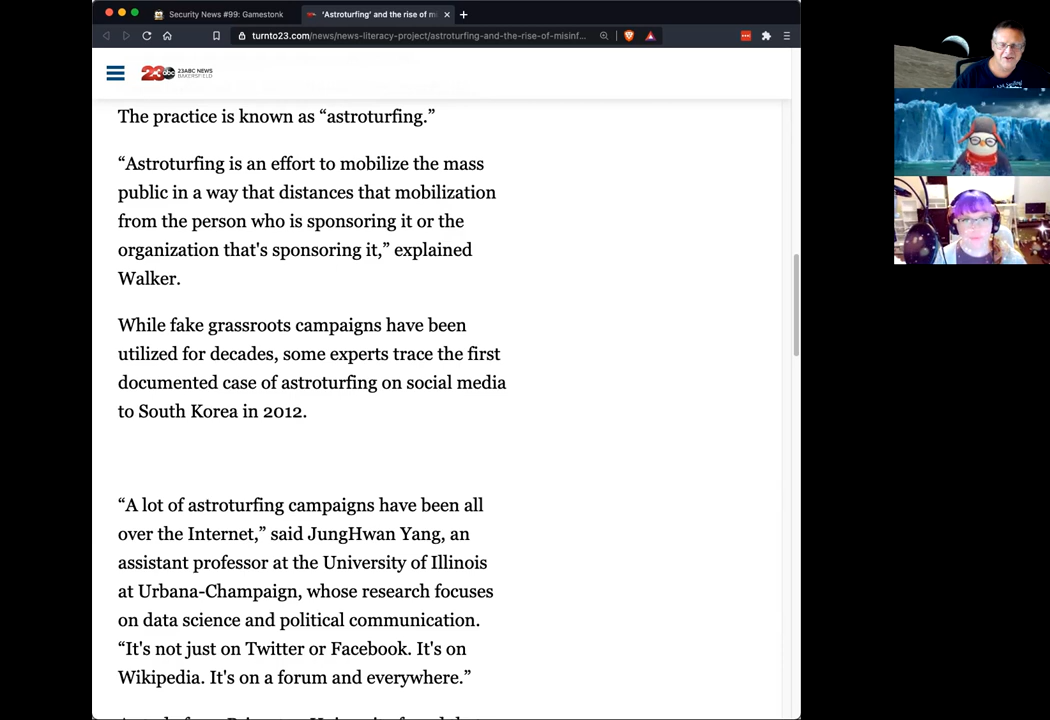 Security News #99: Gamestonk
'Astroturfing' and the rise of m
turnto23.com/news/news-literacy-project/astroturfing-and-the-rise-of-misinf...
23 abc 23ABC NEWS
BAKERSFIELD
The practice is known as “astroturfing.”
“Astroturfing is an effort to mobilize the mass
public in a way that distances that mobilization
from the person who is sponsoring it or the
organization that's sponsoring it,” explained
Walker.
While fake grassroots campaigns have been
utilized for decades, some experts trace the first
documented case of astroturfing on social media
to South Korea in 2012.
“A lot of astroturfing campaigns have been all
over the Internet,” said JungHwan Yang, an
assistant professor at the University of Illinois
at Urbana-Champaign, whose research focuses
on data science and political communication.
“It's not just on Twitter or Facebook. It's on
Wikipedia. It's on a forum and everywhere.”